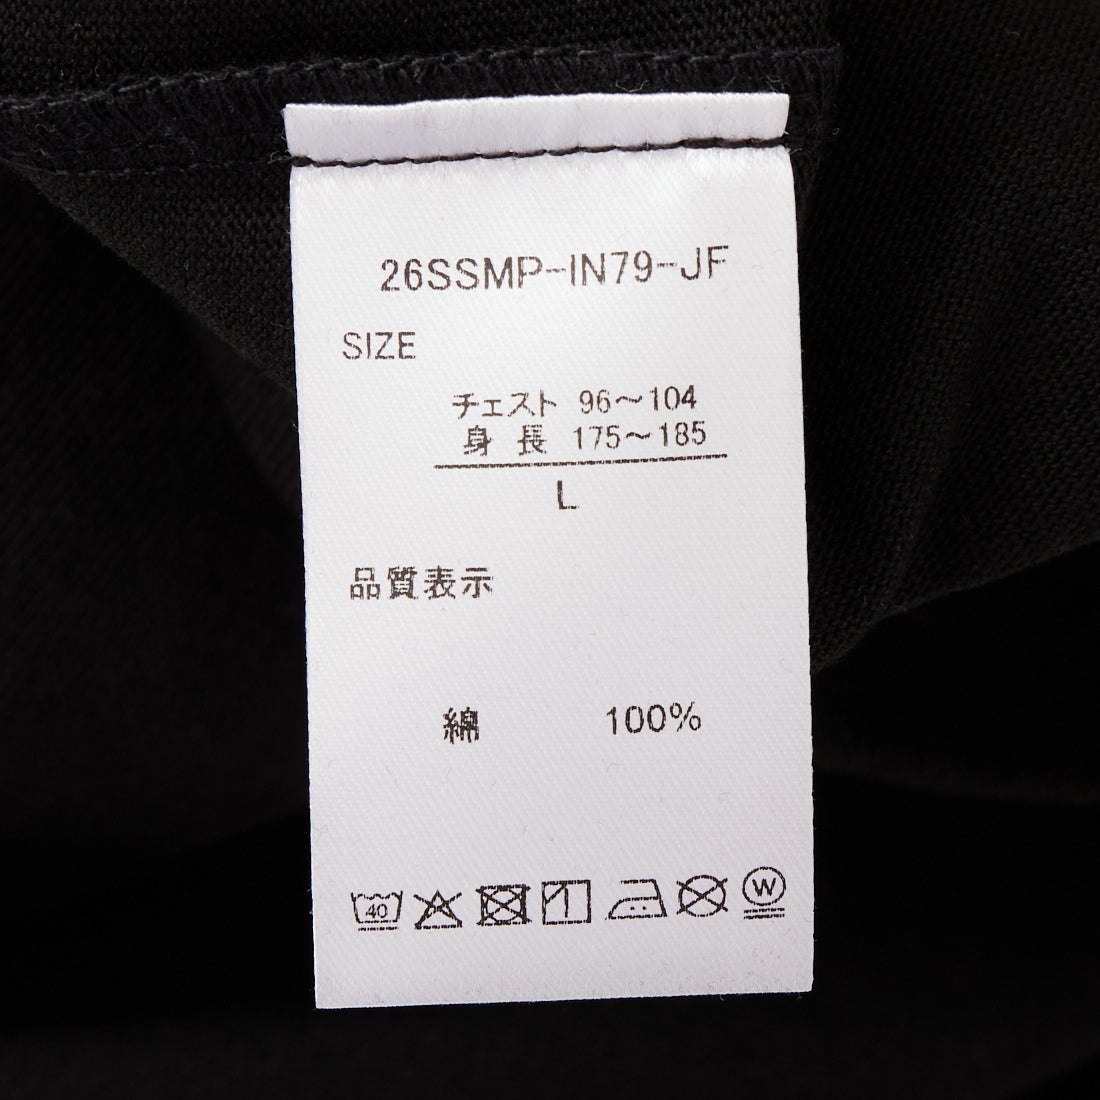 26SSMP-IN79-JF
SIZE
チェスト 96～104
身 長 175～185
L
品質表示
綿 100%
40
W